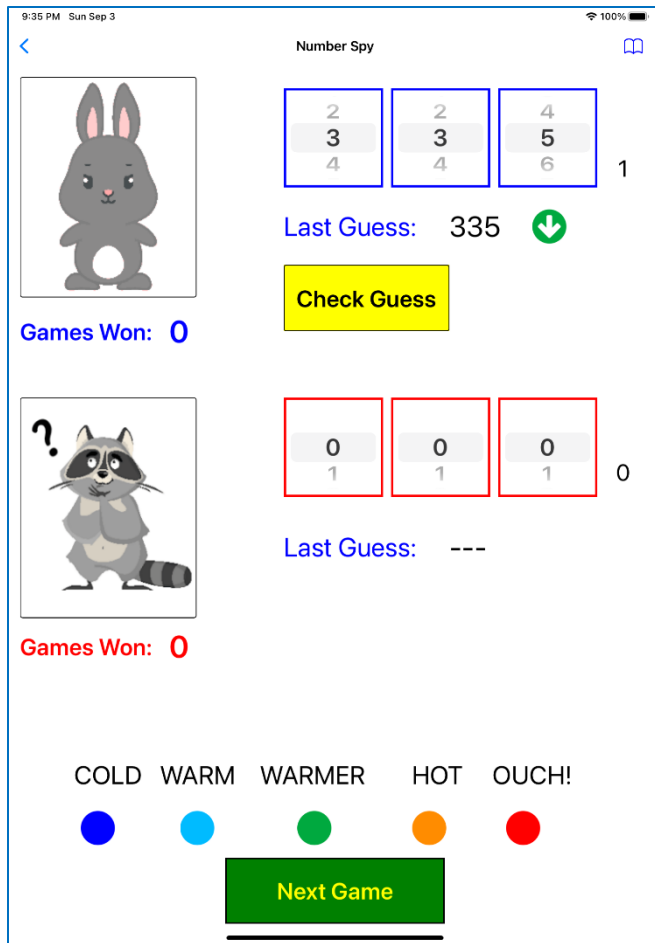 9:35 PM Sun Sep 3 100%
Number Spy
2 2 4
3 3 5
4 4 6
1
Last Guess: 335
Check Guess
Games Won: 0
?
0 0 0
1 1 1
0
Last Guess: ---
Games Won: 0
COLD WARM WARMER HOT OUCH!
Next Game